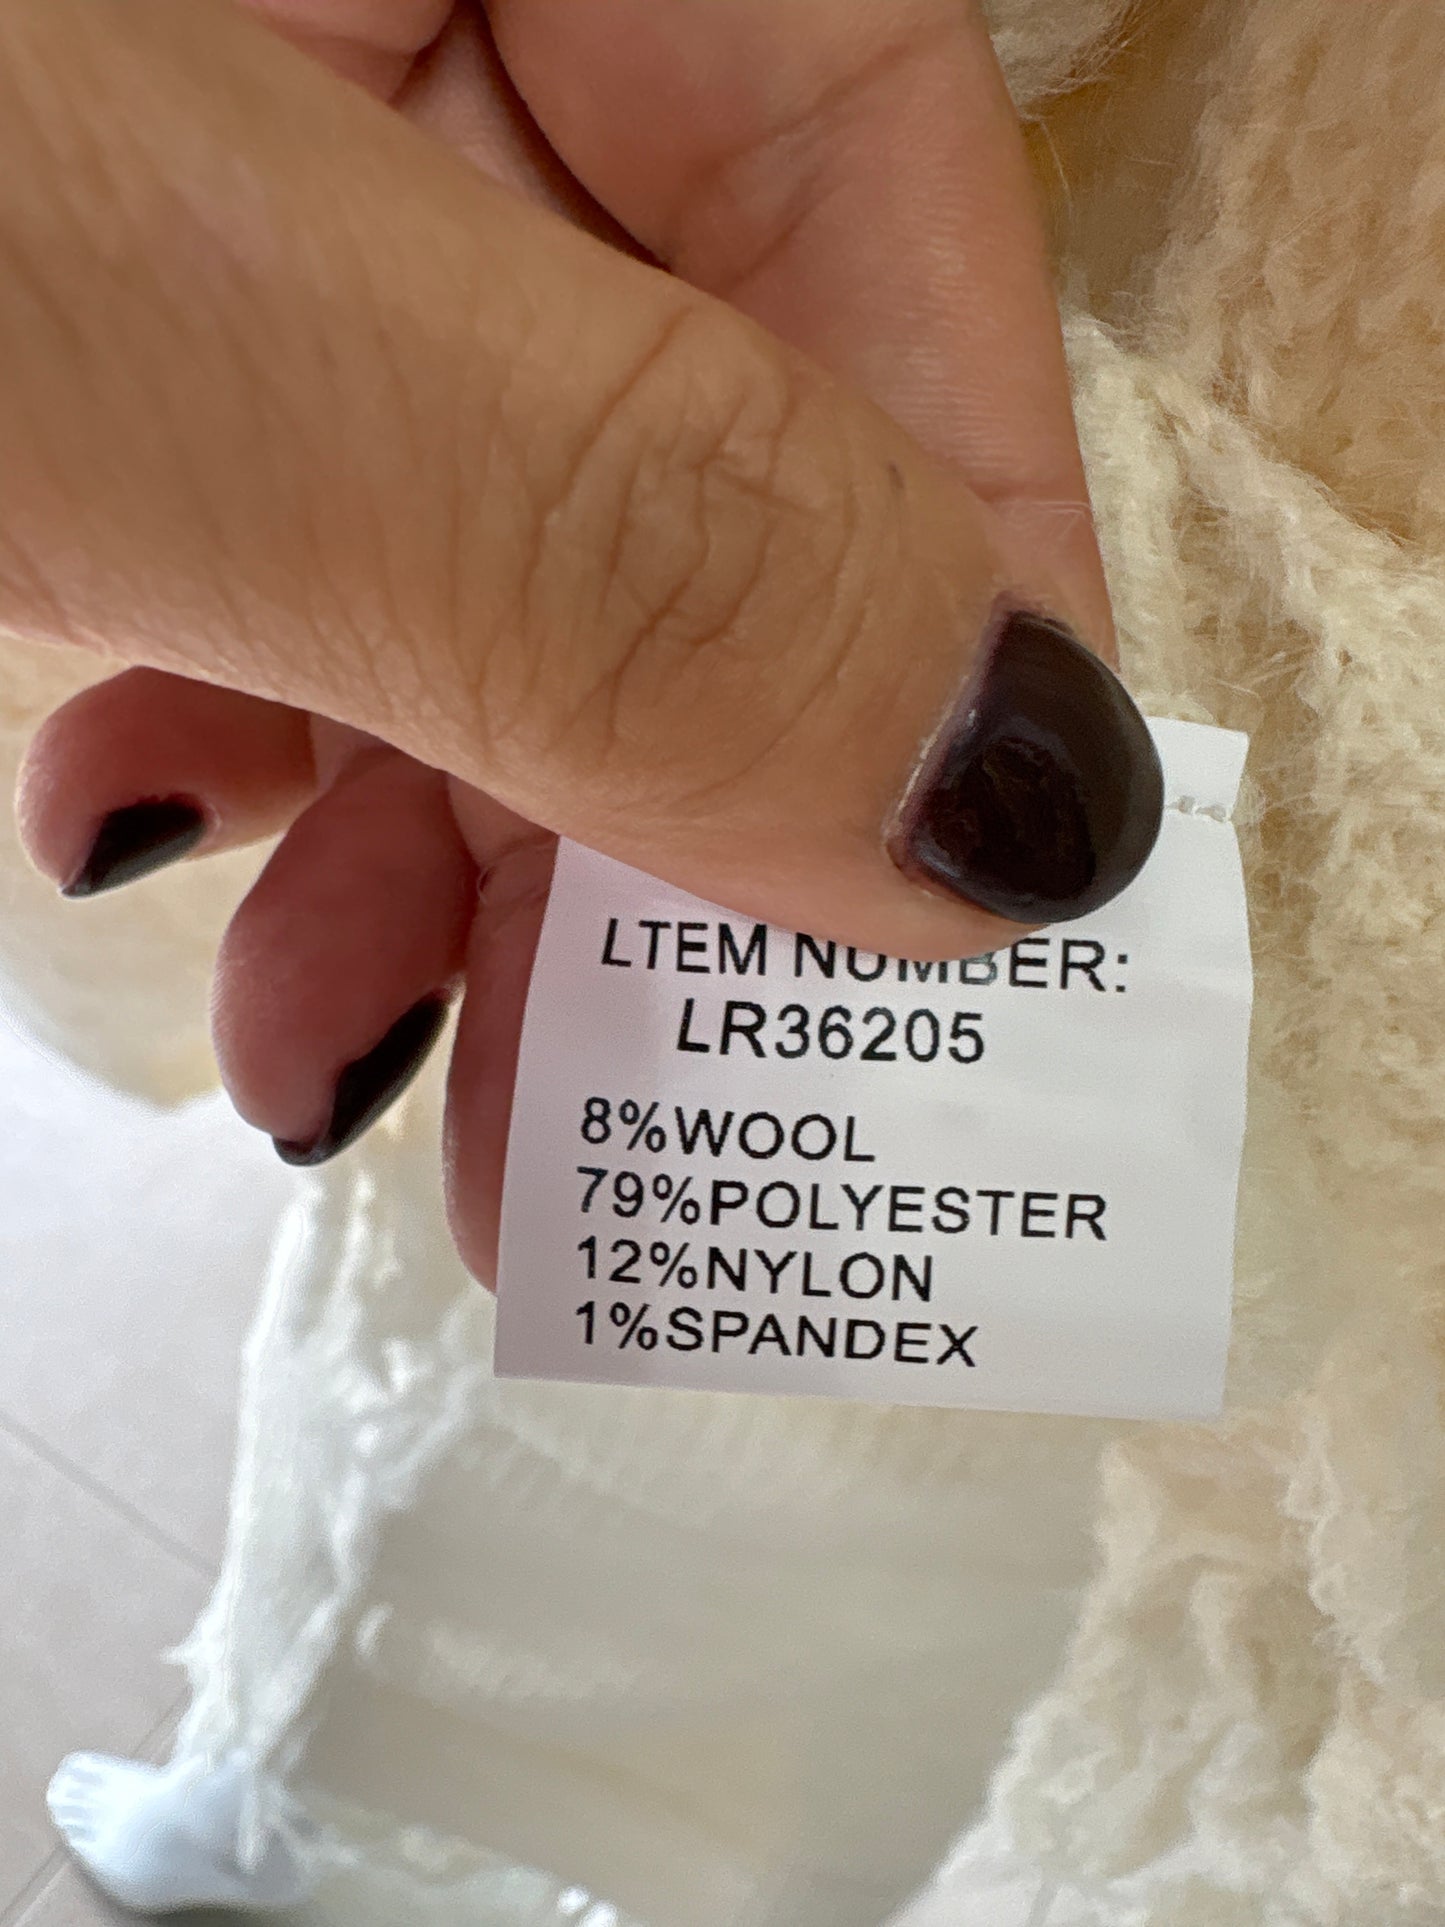 LTEM NUMBER:
LR36205
8%WOOL
79%POLYESTER
12%NYLON
1%SPANDEX